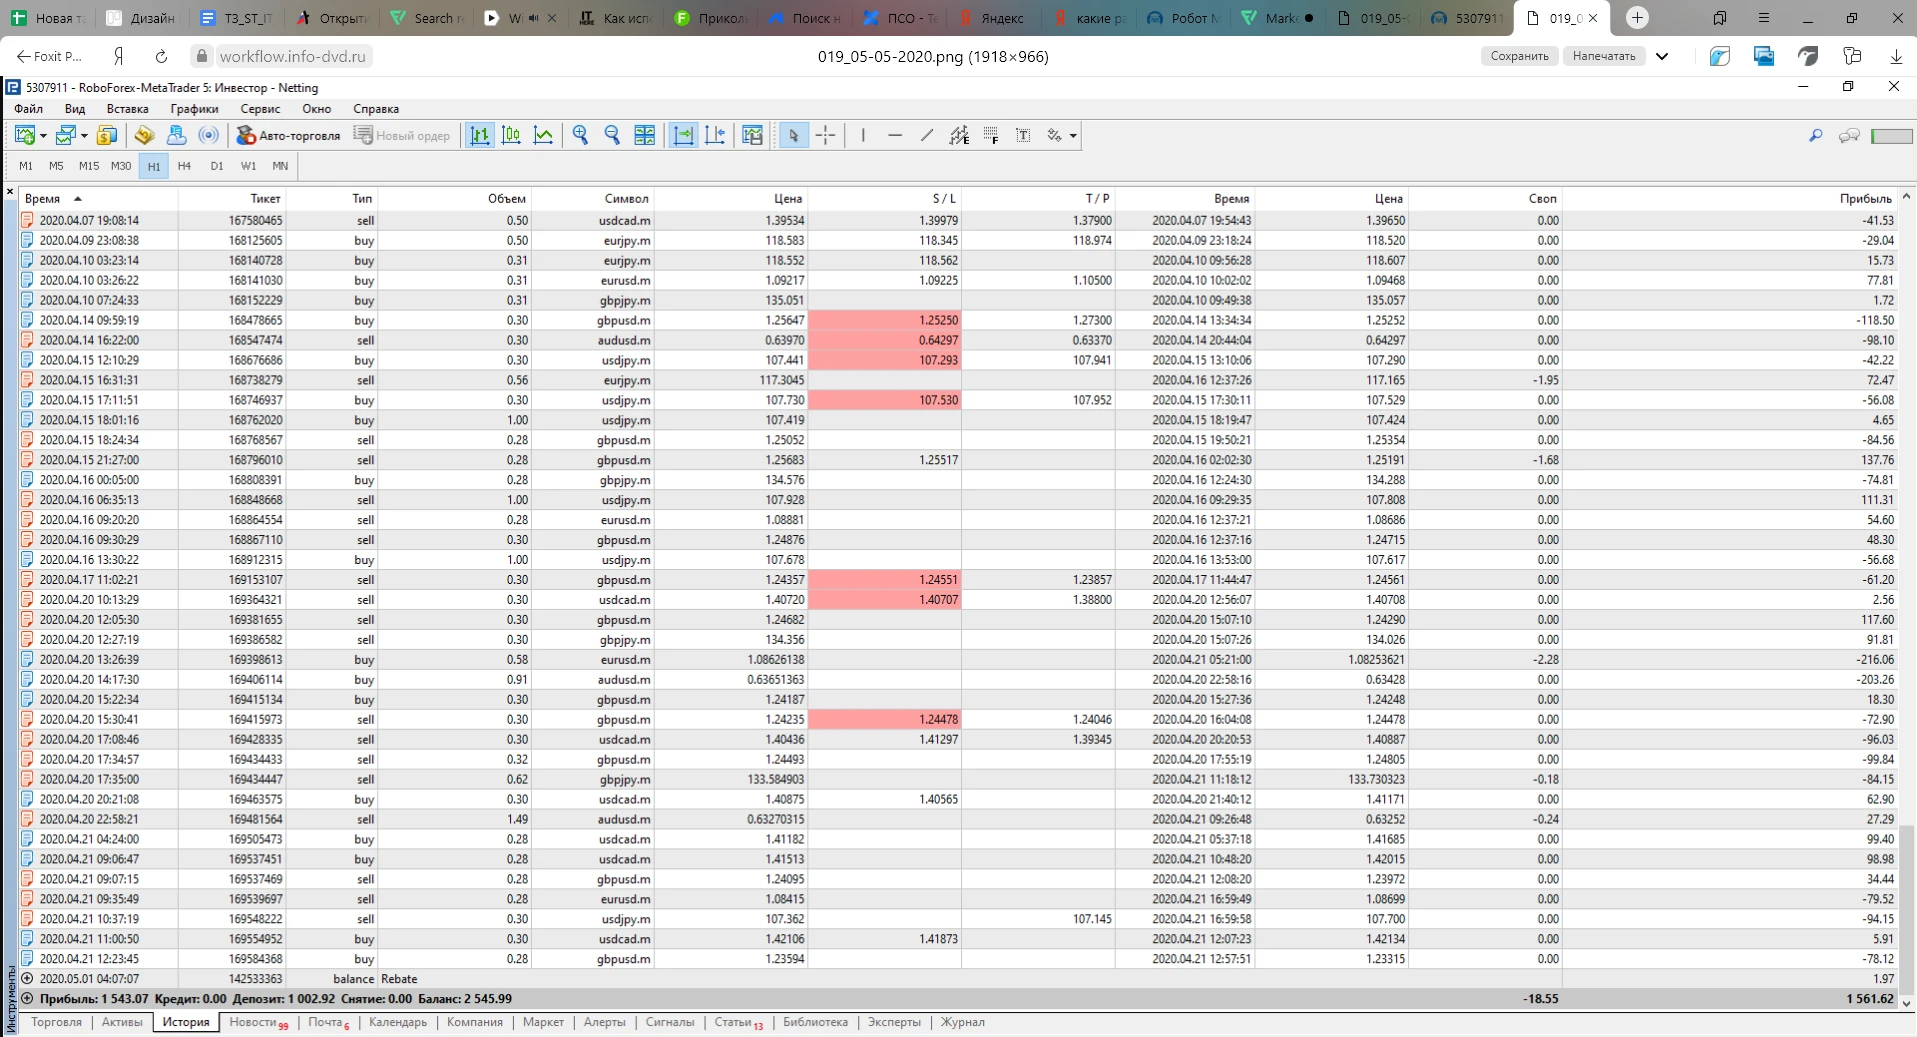 Новая та
Дизайн
ТЗ_ST_IT
Открыти
Search re
Wi
Как испо
Прикол
Поиск н
ПСО - Те
Яндекс
какие ра
Робот М
Marke
019_05-0
5307911
019_0
Foxit P...
workflow.info-dvd.ru
019_05-05-2020.png (1918×966)
Сохранить
Напечатать
5307911 - RoboForex-MetaTrader 5: Инвестор - Netting
Файл Вид Вставка Графики Сервис Окно Справка
Авто-торговля Новый ордер
M1 M5 M15 M30 H1 H4 D1 W1 MN
Время Тикет Тип Объем Символ Цена S / L T / P Время Цена Своп Прибыль
2020.04.07 19:08:14 167580465 sell 0.50 usdcad.m 1.39534 1.39979 1.37900 2020.04.07 19:54:43 1.39650 0.00 -41.53
2020.04.09 23:08:38 168125605 buy 0.50 eurjpy.m 118.583 118.345 118.974 2020.04.09 23:18:24 118.520 0.00 -29.04
2020.04.10 03:23:14 168140728 buy 0.31 eurjpy.m 118.552 118.562 2020.04.10 09:56:28 118.607 0.00 15.73
2020.04.10 03:26:22 168141030 buy 0.31 eurusd.m 1.09217 1.09225 1.10500 2020.04.10 10:02:02 1.09468 0.00 77.81
2020.04.10 07:24:33 168152229 buy 0.31 gbpjpy.m 135.051 2020.04.10 09:49:38 135.057 0.00 1.72
2020.04.14 09:59:19 168478665 buy 0.30 gbpusd.m 1.25647 1.25250 1.27300 2020.04.14 13:34:34 1.25252 0.00 -118.50
2020.04.14 16:22:00 168547474 sell 0.30 audusd.m 0.63970 0.64297 0.63370 2020.04.14 20:44:04 0.64297 0.00 -98.10
2020.04.15 12:10:29 168676686 buy 0.30 usdjpy.m 107.441 107.293 107.941 2020.04.15 13:10:06 107.290 0.00 -42.22
2020.04.15 16:31:31 168738279 sell 0.56 eurjpy.m 117.3045 2020.04.16 12:37:26 117.165 -1.95 72.47
2020.04.15 17:11:51 168746937 buy 0.30 usdjpy.m 107.730 107.530 107.952 2020.04.15 17:30:11 107.529 0.00 -56.08
2020.04.15 18:01:16 168762020 buy 1.00 usdjpy.m 107.419 2020.04.15 18:19:47 107.424 0.00 4.65
2020.04.15 18:24:34 168768567 sell 0.28 gbpusd.m 1.25052 2020.04.15 19:50:21 1.25354 0.00 -84.56
2020.04.15 21:27:00 168796010 sell 0.28 gbpusd.m 1.25683 1.25517 2020.04.16 02:02:30 1.25191 -1.68 137.76
2020.04.16 00:05:00 168808391 buy 0.28 gbpjpy.m 134.576 2020.04.16 12:24:30 134.288 0.00 -74.81
2020.04.16 06:35:13 168848668 sell 1.00 usdjpy.m 107.928 2020.04.16 09:29:35 107.808 0.00 111.31
2020.04.16 09:20:20 168864554 sell 0.28 eurusd.m 1.08881 2020.04.16 12:37:21 1.08686 0.00 54.60
2020.04.16 09:30:29 168867110 sell 0.30 gbpusd.m 1.24876 2020.04.16 12:37:16 1.24715 0.00 48.30
2020.04.16 13:30:22 168912315 buy 1.00 usdjpy.m 107.678 2020.04.16 13:53:00 107.617 0.00 -56.68
2020.04.17 11:02:21 169153107 sell 0.30 gbpusd.m 1.24357 1.24551 1.23857 2020.04.17 11:44:47 1.24561 0.00 -61.20
2020.04.20 10:13:29 169364321 sell 0.30 usdcad.m 1.40720 1.40707 1.38800 2020.04.20 12:56:07 1.40708 0.00 2.56
2020.04.20 12:05:30 169381655 sell 0.30 gbpusd.m 1.24682 2020.04.20 15:07:10 1.24290 0.00 117.60
2020.04.20 12:27:19 169386582 sell 0.30 gbpjpy.m 134.356 2020.04.20 15:07:26 134.026 0.00 91.81
2020.04.20 13:26:39 169398613 buy 0.58 eurusd.m 1.08626138 2020.04.21 05:21:00 1.08253621 -2.28 -216.06
2020.04.20 14:17:30 169406114 buy 0.91 audusd.m 0.63651363 2020.04.20 22:58:16 0.63428 0.00 -203.26
2020.04.20 15:22:34 169415134 buy 0.30 gbpusd.m 1.24187 2020.04.20 15:27:36 1.24248 0.00 18.30
2020.04.20 15:30:41 169415973 sell 0.30 gbpusd.m 1.24235 1.24478 1.24046 2020.04.20 16:04:08 1.24478 0.00 -72.90
2020.04.20 17:08:46 169428335 sell 0.30 usdcad.m 1.40436 1.41297 1.39345 2020.04.20 20:20:53 1.40887 0.00 -96.03
2020.04.20 17:34:57 169434433 sell 0.32 gbpusd.m 1.24493 2020.04.20 17:55:19 1.24805 0.00 -99.84
2020.04.20 17:35:00 169434447 sell 0.62 gbpjpy.m 133.584903 2020.04.21 11:18:12 133.730323 -0.18 -84.15
2020.04.20 20:21:08 169463575 buy 0.30 usdcad.m 1.40875 1.40565 2020.04.20 21:40:12 1.41171 0.00 62.90
2020.04.20 22:58:21 169481564 sell 1.49 audusd.m 0.63270315 2020.04.21 09:26:48 0.63252 -0.24 27.29
2020.04.21 04:24:00 169505473 buy 0.28 usdcad.m 1.41182 2020.04.21 05:37:18 1.41685 0.00 99.40
2020.04.21 09:06:47 169537451 buy 0.28 usdcad.m 1.41513 2020.04.21 10:48:20 1.42015 0.00 98.98
2020.04.21 09:07:15 169537469 sell 0.28 gbpusd.m 1.24095 2020.04.21 12:08:20 1.23972 0.00 34.44
2020.04.21 09:35:49 169539697 sell 0.28 eurusd.m 1.08415 2020.04.21 16:59:49 1.08699 0.00 -79.52
2020.04.21 10:37:19 169548222 sell 0.30 usdjpy.m 107.362 107.145 2020.04.21 16:59:58 107.700 0.00 -94.15
2020.04.21 11:00:50 169554952 buy 0.30 usdcad.m 1.42106 1.41873 2020.04.21 12:07:23 1.42134 0.00 5.91
2020.04.21 12:23:45 169584368 buy 0.28 gbpusd.m 1.23594 2020.04.21 12:57:51 1.23315 0.00 -78.12
2020.05.01 04:07:07 142533363 balance Rebate 1.97
Прибыль: 1 543.07 Кредит: 0.00 Депозит: 1 002.92 Снятие: 0.00 Баланс: 2 545.99 -18.55 1 561.62
Инструменты
Торговля Активы История Новости 99 Почта 6 Календарь Компания Маркет Алерты Сигналы Статьи 13 Библиотека Эксперты Журнал